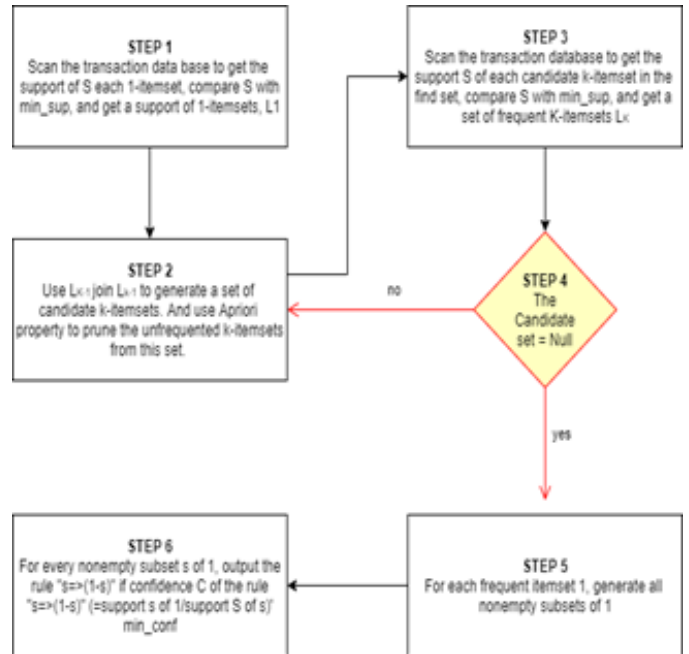 STEP 1
Scan the transaction data base to get the
support of S each 1-itemset, compare S with
min_sup, and get a support of 1-itemsets, L1
STEP 2
Use LK-1 join Lk-1 to generate a set of
candidate k-itemsets. And use Apriori
property to prune the unfrequented k-itemsets
from this set.
STEP 3
Scan the transaction database to get the
support S of each candidate k-itemset in the
find set, compare S with min_sup, and get a
set of frequent K-itemsets LK
STEP 4
The
Candidate
set = Null
no
yes
STEP 5
For each frequent itemset 1, generate all
nonempty subsets of 1
STEP 6
For every nonempty subset s of 1, output the
rule "s=>(1-s)" if confidence C of the rule
"s=>(1-s)" (=support s of 1/support S of s)'
min_conf